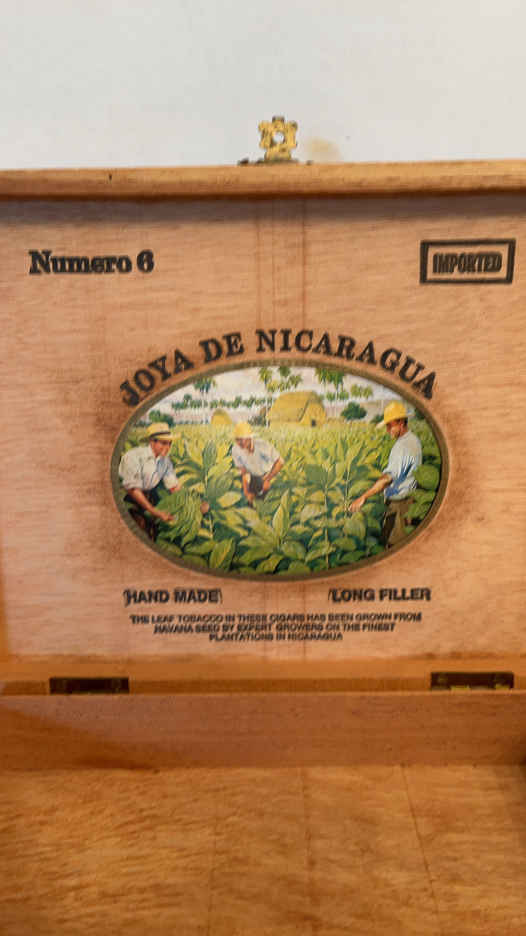 Numero 6
IMPORTED
JOYA DE NICARAGUA
HAND MADE
LONG FILLER
THE LEAF TOBACCO IN THESE CIGARS HAS BEEN GROWN FROM
HAVANA SEED BY EXPERT GROWERS ON THE FINEST
PLANTATIONS IN NICARAGUA